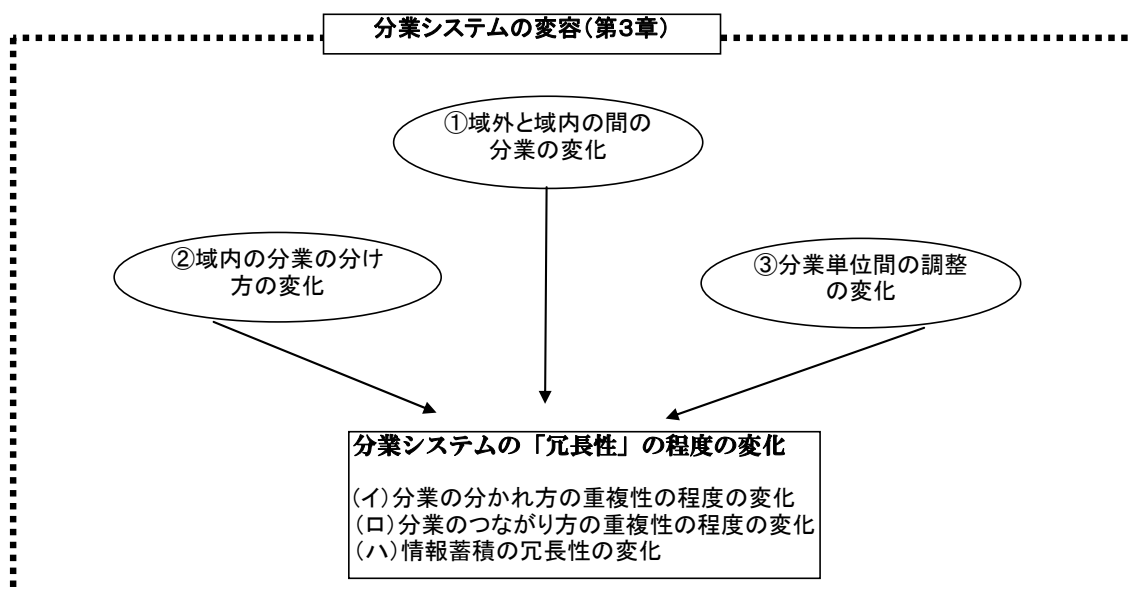 分業システムの変容(第3章)
①域外と域内の間の
分業の変化
②域内の分業の分け
方の変化
③分業単位間の調整
の変化
分業システムの「冗長性」の程度の変化
(イ)分業の分かれ方の重複性の程度の変化
(ロ)分業のつながり方の重複性の程度の変化
(ハ)情報蓄積の冗長性の変化